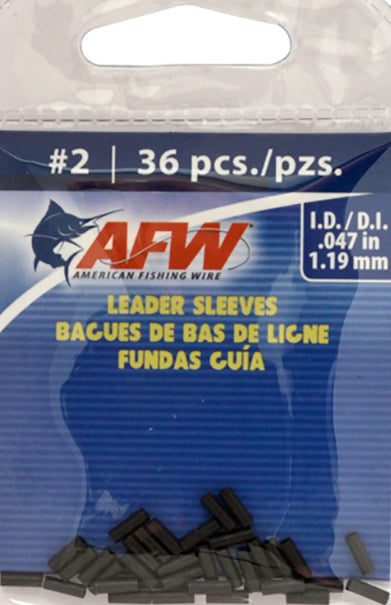 #2 | 36 pcs./pzs.
I.D. / D.I.
.047 in
1.19 mm
AFW
AMERICAN FISHING WIRE
LEADER SLEEVES
BAGUES DE BAS DE LIGNE
FUNDAS GUÍA